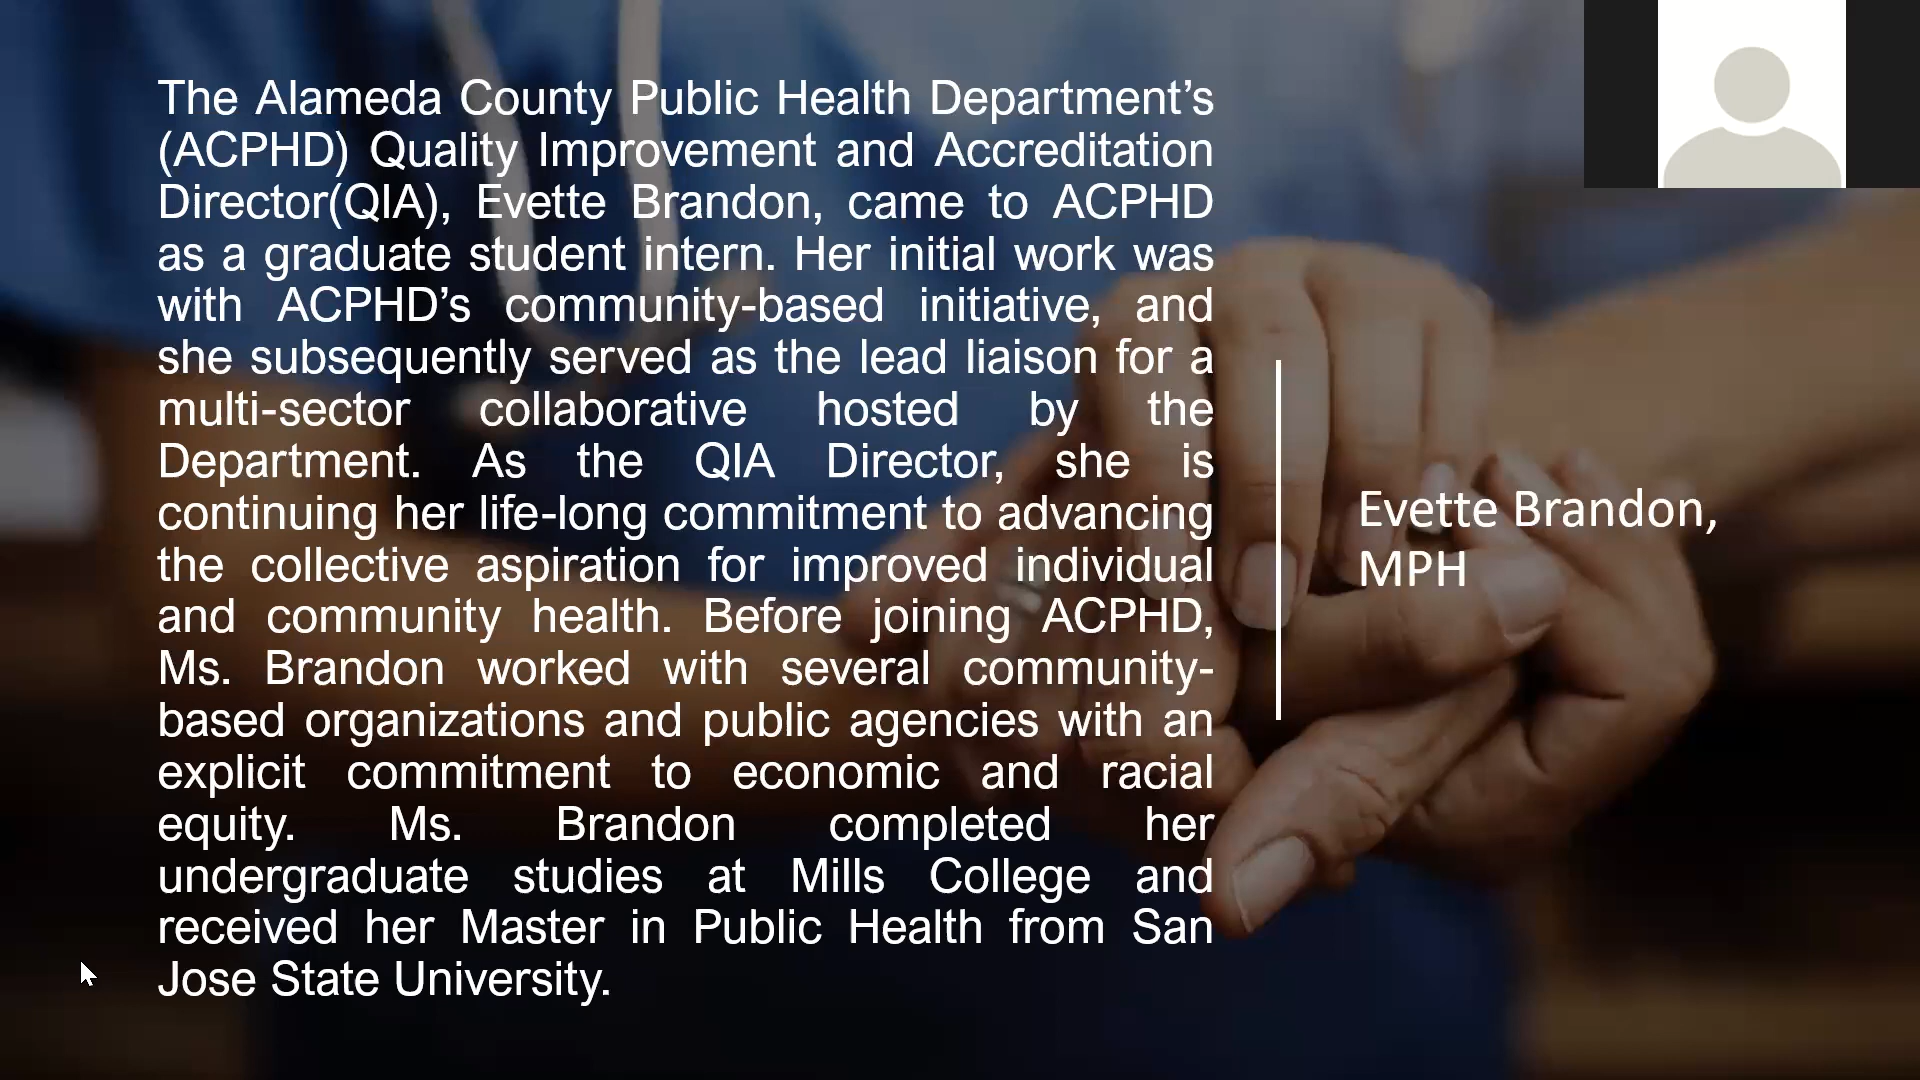 The Alameda County Public Health Department’s
(ACPHD) Quality Improvement and Accreditation
Director(QIA), Evette Brandon, came to ACPHD
as a graduate student intern. Her initial work was
with ACPHD’s community-based initiative, and
she subsequently served as the lead liaison for a
multi-sector collaborative hosted by the
Department. As the QIA Director, she is
continuing her life-long commitment to advancing
the collective aspiration for improved individual
and community health. Before joining ACPHD,
Ms. Brandon worked with several community-
based organizations and public agencies with an
explicit commitment to economic and racial
equity. Ms. Brandon completed her
undergraduate studies at Mills College and
received her Master in Public Health from San
Jose State University.
Evette Brandon,
MPH